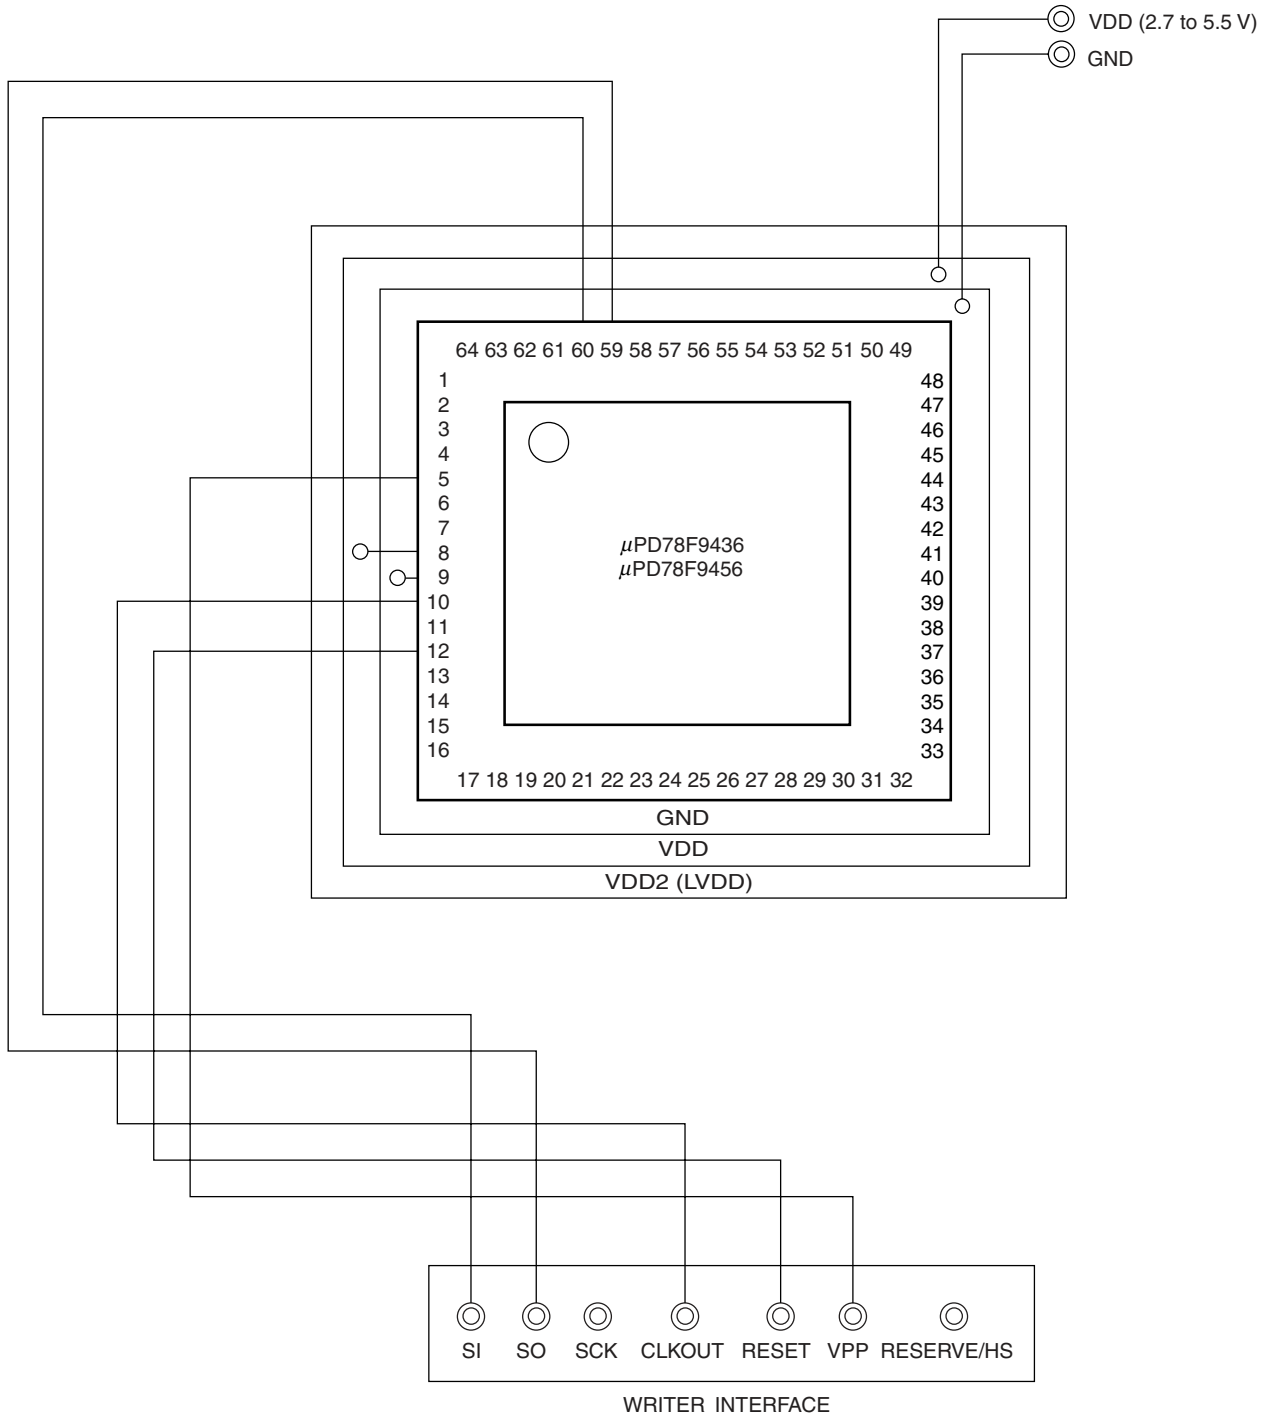 VDD (2.7 to 5.5 V)
GND
64 63 62 61 60 59 58 57 56 55 54 53 52 51 50 49
1 48
2 47
3 46
4 45
5 44
6 43
7 42
μPD78F9436
8 41
μPD78F9456
9 40
10 39
11 38
12 37
13 36
14 35
15 34
16 33
17 18 19 20 21 22 23 24 25 26 27 28 29 30 31 32
GND
VDD
VDD2 (LVDD)
SI SO SCK CLKOUT RESET VPP RESERVE/HS
WRITER INTERFACE